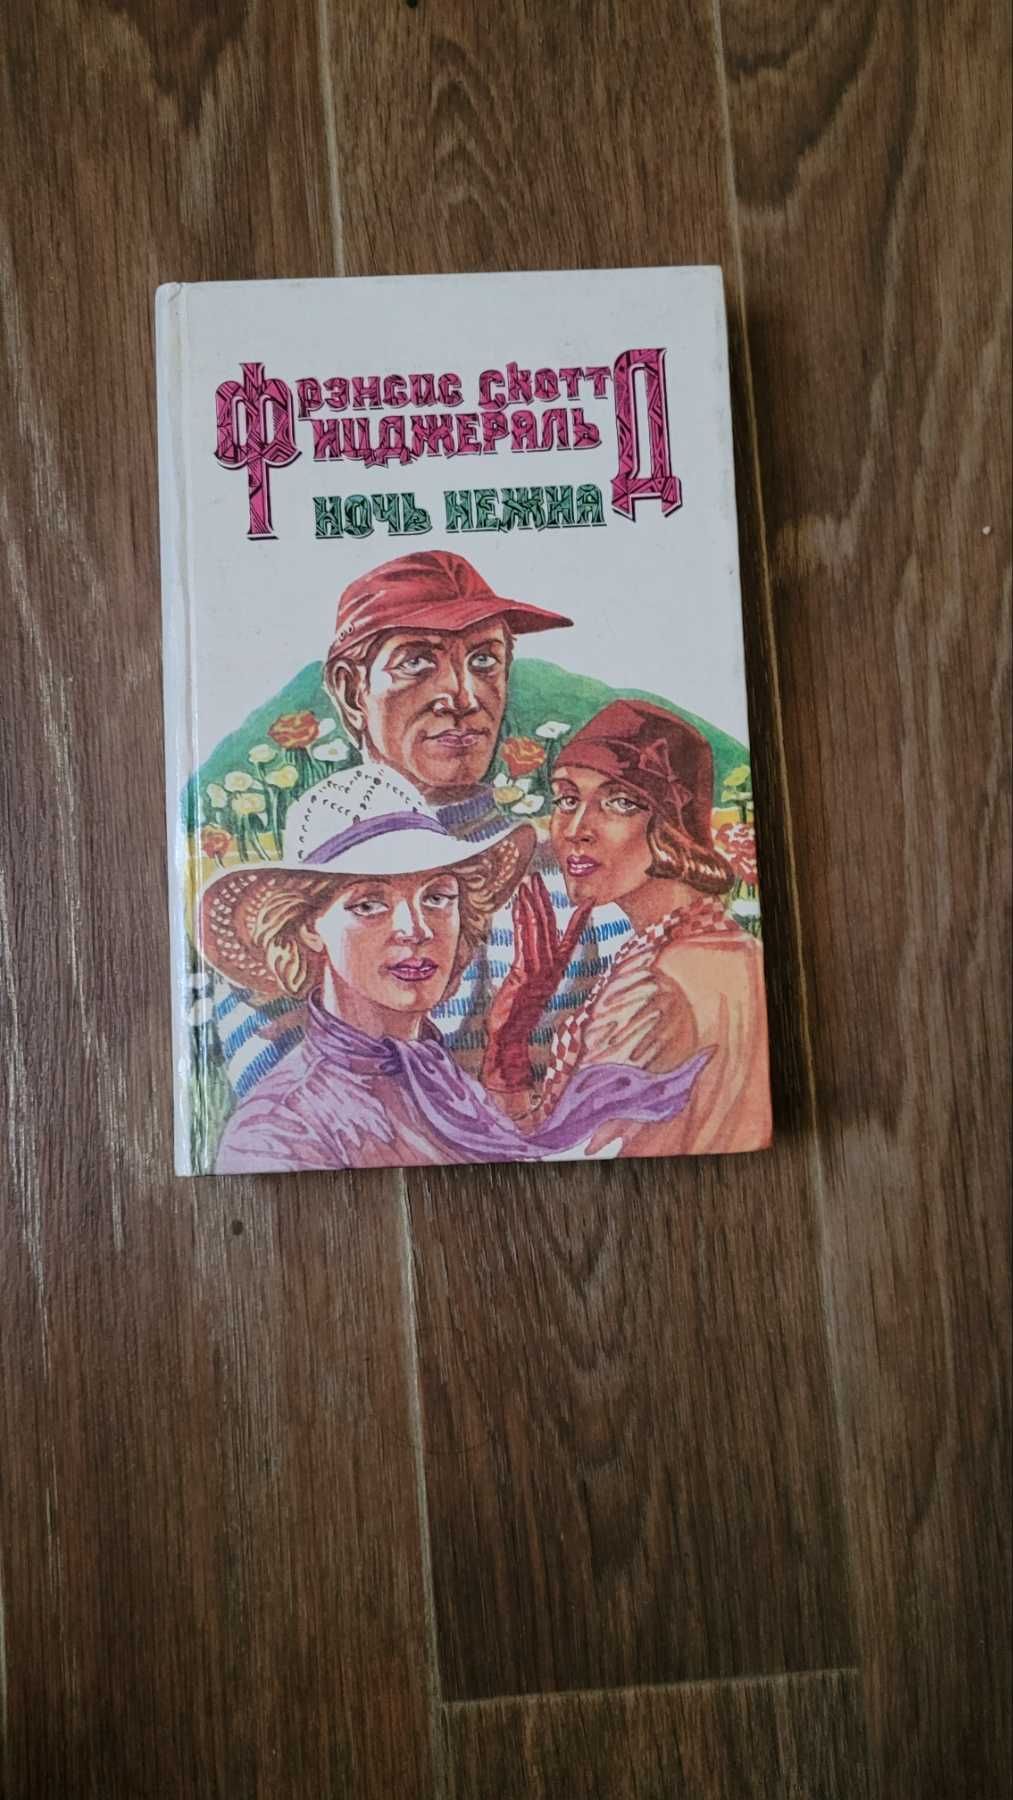 Фрэнсис Скотт
Фицджеральд
Ночь нежна